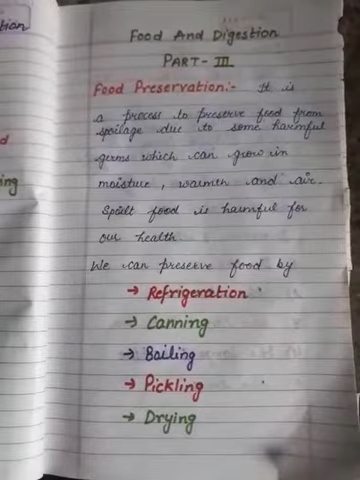 tion
d
ing
Food And Digestion
PART- III
Food Preservation:- It is
a process to preserve food from
spoilage due to some harmful
germs which can grow in
moisture, warmth and air.
Spoilt food is harmful for
our health.
We can preserve food by
→ Refrigeration
→ Canning
→ Boiling
→ Pickling
→ Drying